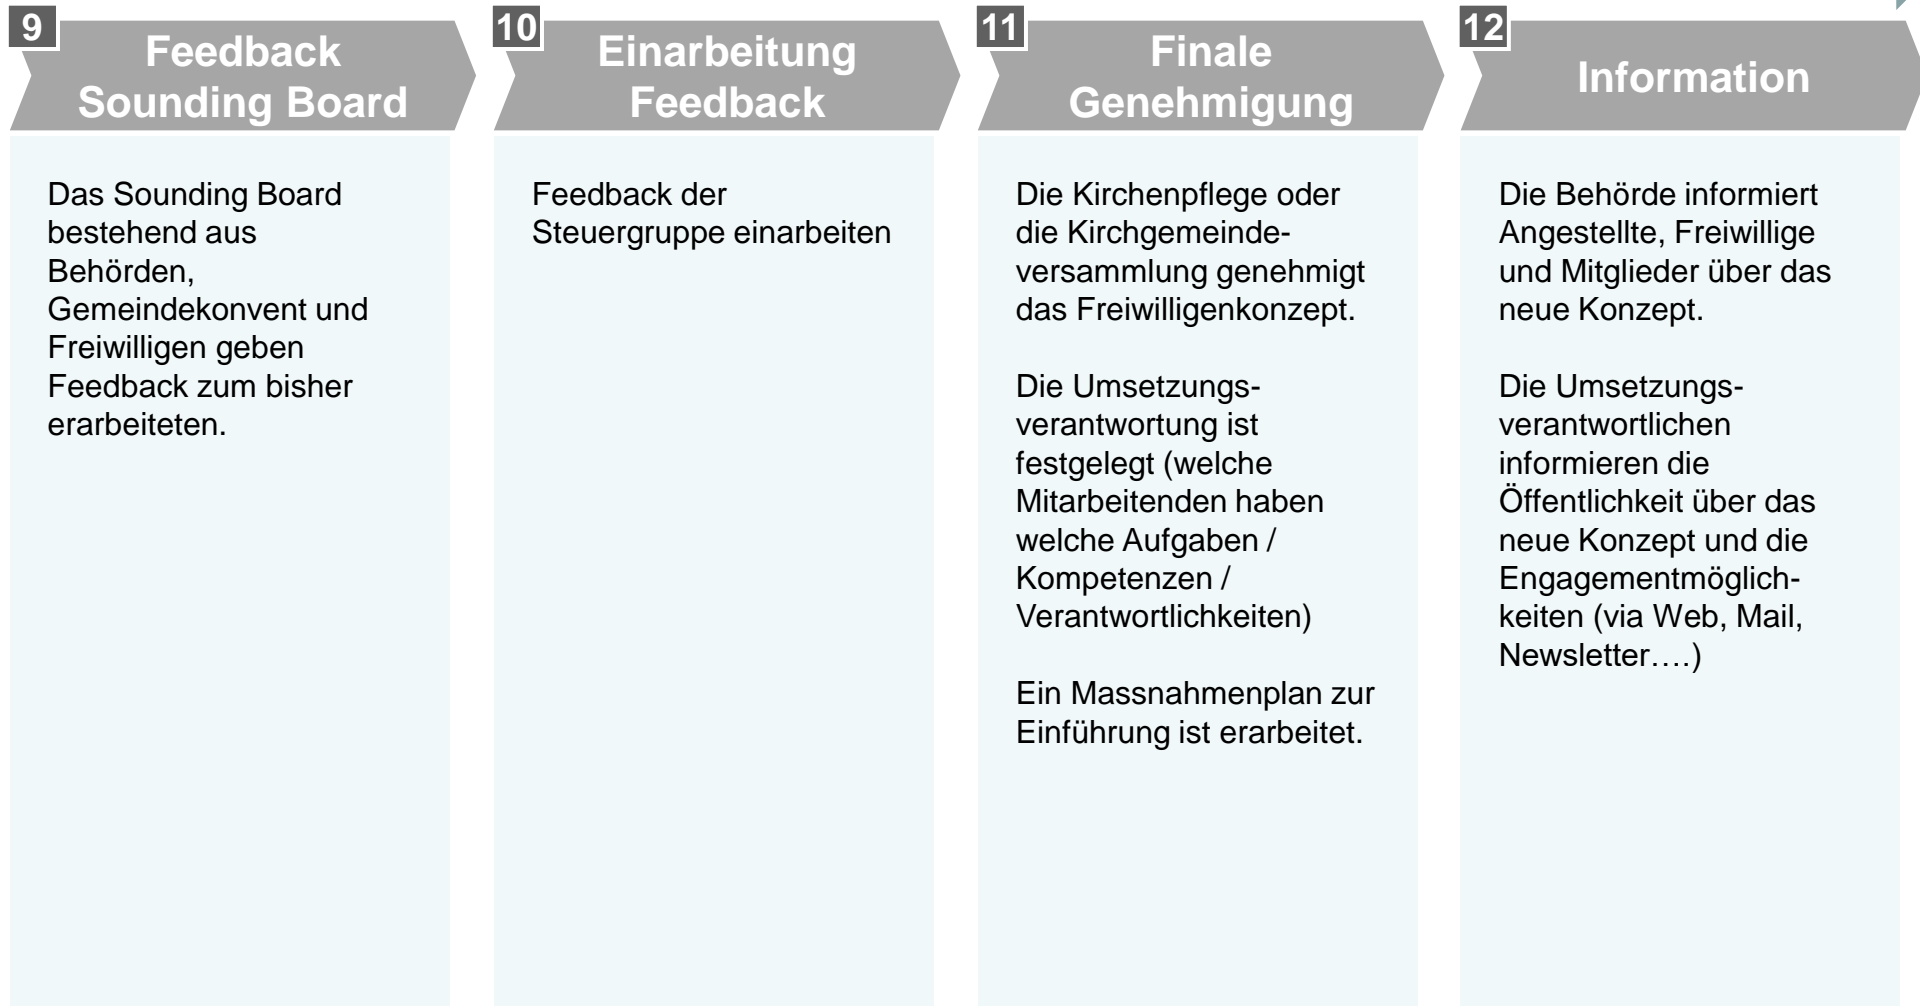 9
Feedback
Sounding Board
Das Sounding Board
bestehend aus
Behörden,
Gemeindekonvent und
Freiwilligen geben
Feedback zum bisher
erarbeiteten.
10
Einarbeitung
Feedback
Feedback der
Steuergruppe einarbeiten
11
Finale
Genehmigung
Die Kirchenpflege oder
die Kirchgemeinde-
versammlung genehmigt
das Freiwilligenkonzept.
Die Umsetzungs-
verantwortung ist
festgelegt (welche
Mitarbeitenden haben
welche Aufgaben /
Kompetenzen /
Verantwortlichkeiten)
Ein Massnahmenplan zur
Einführung ist erarbeitet.
12
Information
Die Behörde informiert
Angestellte, Freiwillige
und Mitglieder über das
neue Konzept.
Die Umsetzungs-
verantwortlichen
informieren die
Öffentlichkeit über das
neue Konzept und die
Engagementmöglich-
keiten (via Web, Mail,
Newsletter….)